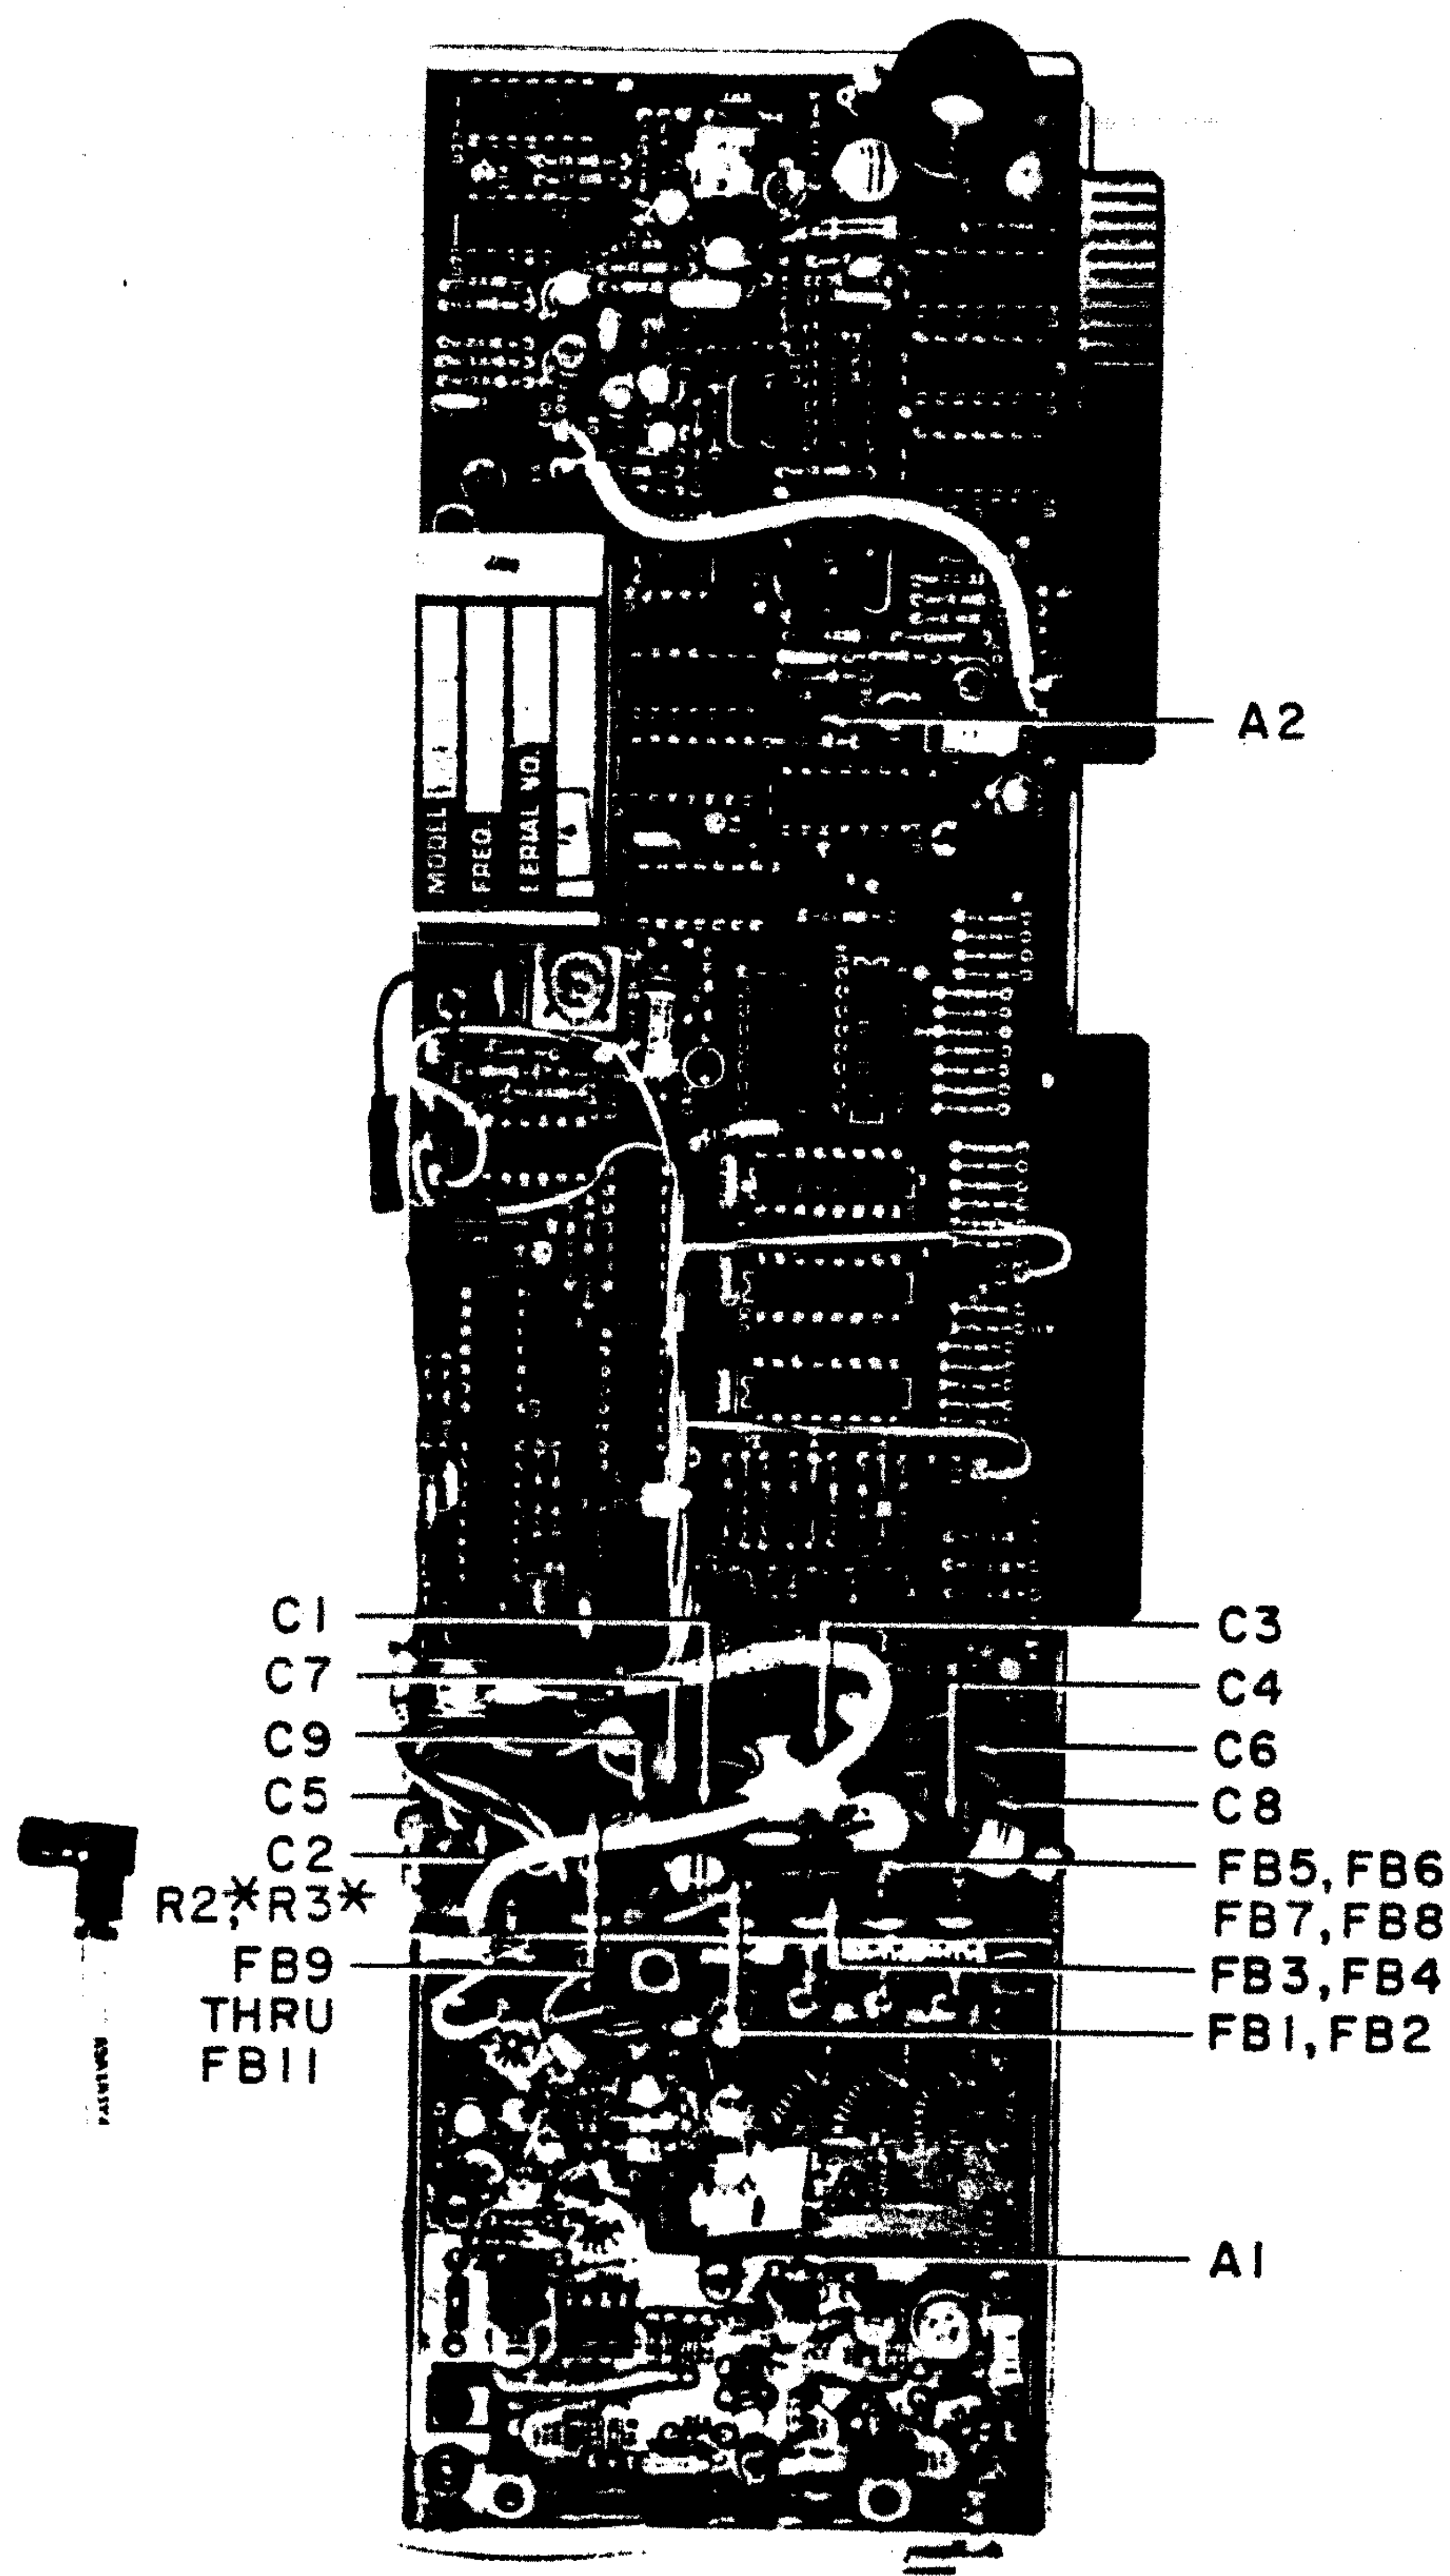 A2
MODEL
FREQ.
SERIAL NO.
C1
C7
C9
C5
C2
R2,* R3*
FB9
THRU
FB11
C3
C4
C6
C8
FB5, FB6
FB7, FB8
FB3, FB4
FB1, FB2
A1